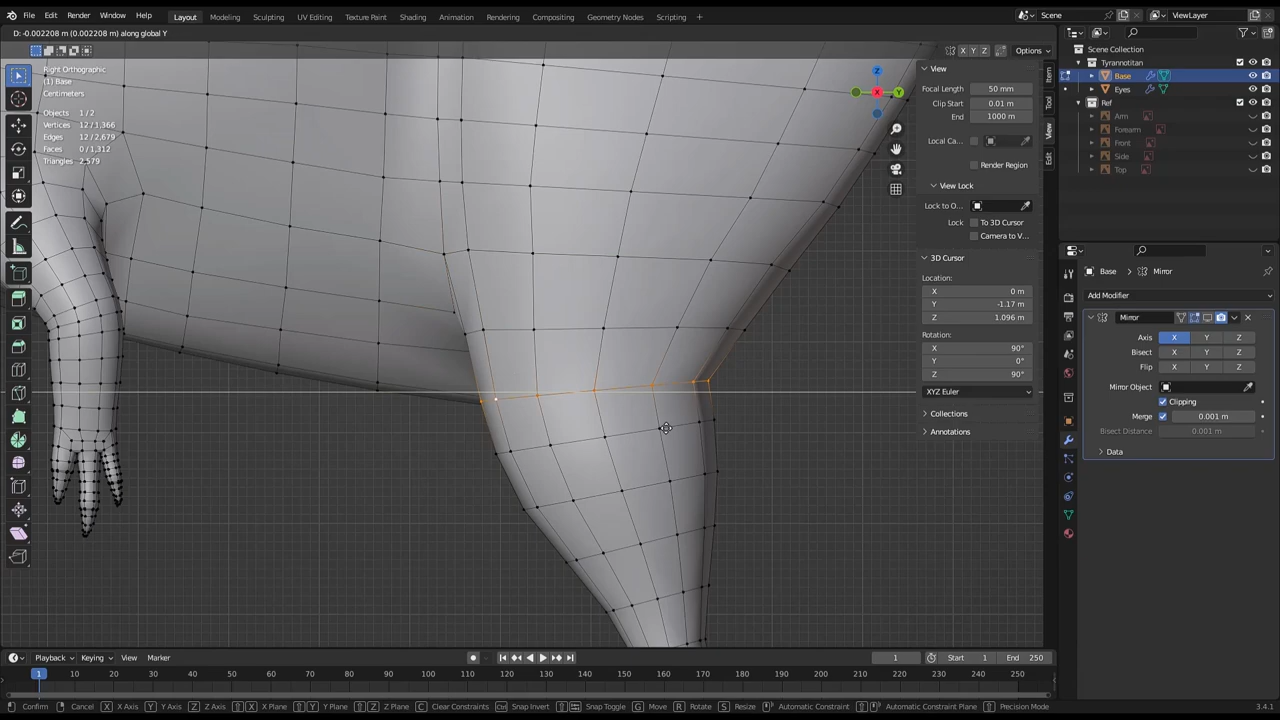 File Edit Render Window Help Layout Modeling Sculpting UV Editing Texture Paint Shading Animation Rendering Compositing Geometry Nodes Scripting + Scene ViewLayer
D: -0.002208 m (0.002208 m) along global Y
X Y Z Options
Right Orthographic
(1) Base
Centimeters
Objects 1/2
Vertices 12/1,366
Edges 12/2,679
Faces 0/1,312
Triangles 2,579
Z
X
Y
View
Focal Length 50 mm
Clip Start 0.01 m
End 1000 m
Local Ca...
Render Region
View Lock
Lock to O...
Lock To 3D Cursor
Camera to V...
3D Cursor
Location:
X 0 m
Y -1.17 m
Z 1.096 m
Rotation:
X 90°
Y 0°
Z 90°
XYZ Euler
Collections
Annotations
Item
Tool
View
Edit
Scene Collection
Tyrannotitan
Base
Eyes
Ref
Arm
Forearm
Front
Side
Top
Base > Mirror
Add Modifier
Mirror
Axis X Y Z
Bisect X Y Z
Flip X Y Z
Mirror Object
Clipping
Merge 0.001 m
Bisect Distance 0.001 m
Data
Playback Keying View Marker 1 Start 1 End 250
1 10 20 30 40 50 60 70 80 90 100 110 120 130 140 150 160 170 180 190 200 210 220 230 240 250
Confirm Cancel X X Axis Y Y Axis Z Z Axis X X Plane Y Y Plane Z Z Plane C Clear Constraints Ctrl Snap Invert Snap Toggle G Move R Rotate S Resize Automatic Constraint Automatic Constraint Plane Precision Mode 3.4.1